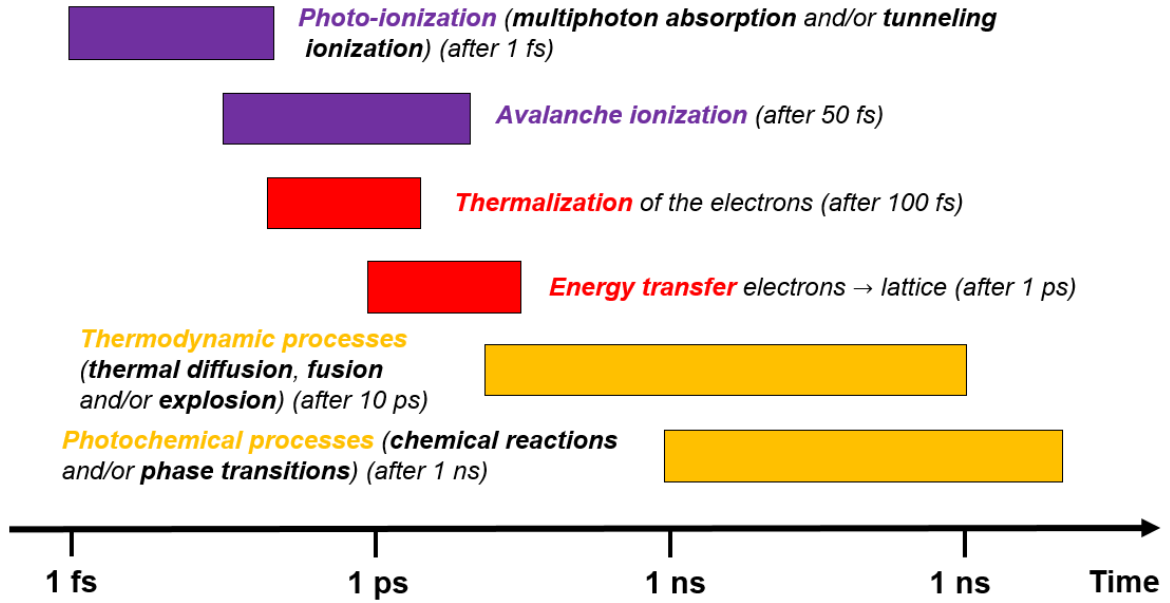 Photo-ionization (multiphoton absorption and/or tunneling
ionization) (after 1 fs)
Avalanche ionization (after 50 fs)
Thermalization of the electrons (after 100 fs)
Energy transfer electrons → lattice (after 1 ps)
Thermodynamic processes
(thermal diffusion, fusion
and/or explosion) (after 10 ps)
Photochemical processes (chemical reactions
and/or phase transitions) (after 1 ns)
1 fs 1 ps 1 ns 1 ns Time